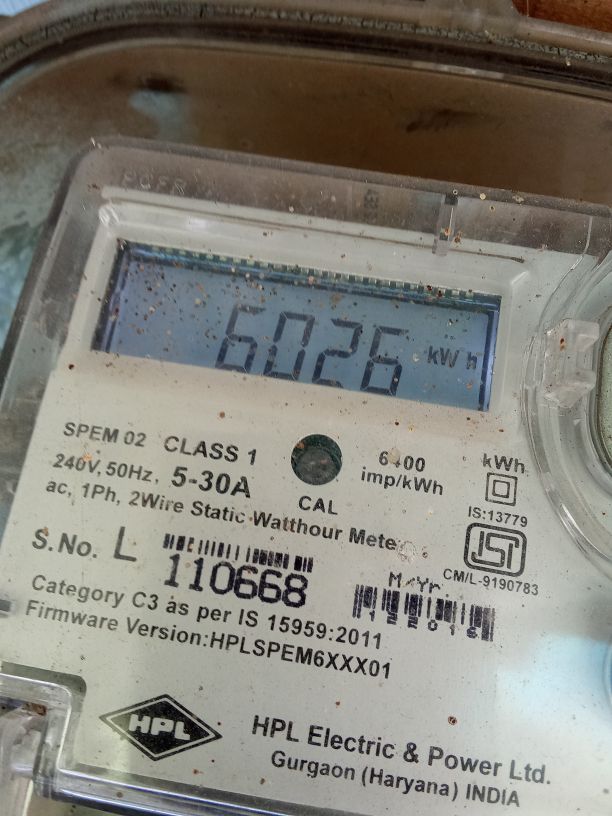 6026 kWh
SPEM 02 CLASS 1
240V, 50Hz, 5-30A
ac, 1Ph, 2Wire Static Watthour Meter
CAL
6400
imp/kWh
kWh
IS:13779
ISI
CM/L-9190783
S.No. L 110668
M/Yr.
122016
Category C3 as per IS 15959:2011
Firmware Version:HPLSPEM6XXX01
HPL
HPL Electric & Power Ltd.
Gurgaon (Haryana) INDIA